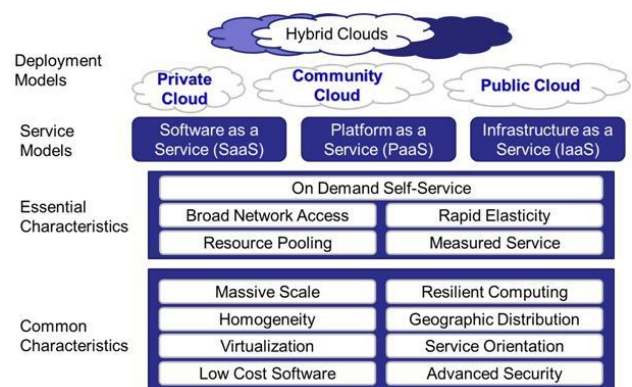 Hybrid Clouds
Deployment
Models
Private
Cloud
Community
Cloud
Public Cloud
Service
Models
Software as a
Service (SaaS)
Platform as a
Service (PaaS)
Infrastructure as a
Service (IaaS)
Essential
Characteristics
On Demand Self-Service
Broad Network Access
Rapid Elasticity
Resource Pooling
Measured Service
Common
Characteristics
Massive Scale
Resilient Computing
Homogeneity
Geographic Distribution
Virtualization
Service Orientation
Low Cost Software
Advanced Security